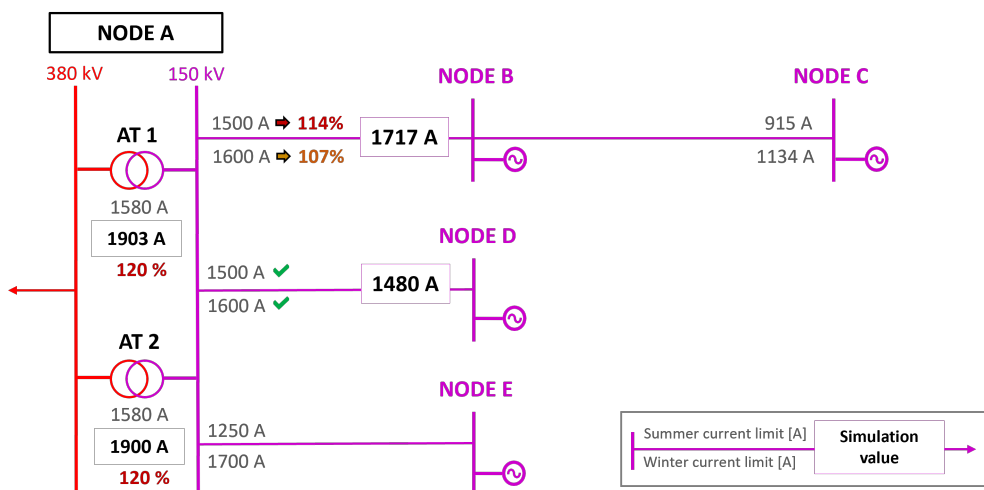 NODE A
380 kV
150 kV
NODE B
NODE C
AT 1
1500 A 114%
1600 A 107%
1717 A
915 A
1134 A
1580 A
1903 A
120 %
NODE D
1500 A
1600 A
1480 A
AT 2
1580 A
1900 A
120 %
NODE E
1250 A
1700 A
Summer current limit [A]
Winter current limit [A]
Simulation
value